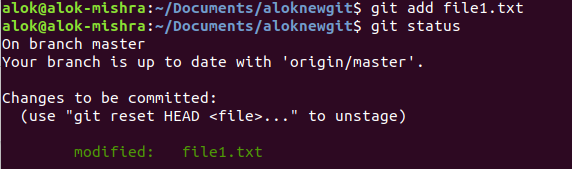 alok@alok-mishra:~/Documents/aloknewgit$ git add file1.txt
alok@alok-mishra:~/Documents/aloknewgit$ git status
On branch master
Your branch is up to date with 'origin/master'.
Changes to be committed:
(use "git reset HEAD <file>..." to unstage)
modified: file1.txt